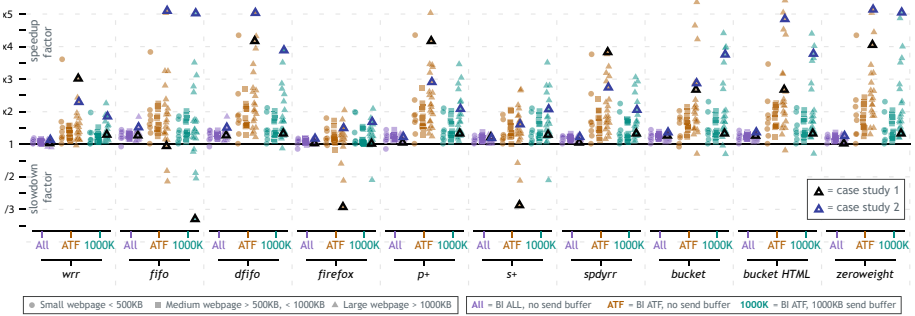 x5
x4
x3
x2
1
/2
/3
speedup
factor
slowdown
factor
▲ = case study 1
▲ = case study 2
All ATF 1000K All ATF 1000K All ATF 1000K All ATF 1000K All ATF 1000K All ATF 1000K All ATF 1000K All ATF 1000K All ATF 1000K All ATF 1000K
wrr fifo dfifo firefox p+ s+ spdyrr bucket bucket HTML zeroweight
● Small webpage < 500KB ■ Medium webpage > 500KB, < 1000KB ▲ Large webpage > 1000KB All = BI ALL, no send buffer ATF = BI ATF, no send buffer 1000K = BI ATF, 1000KB send buffer